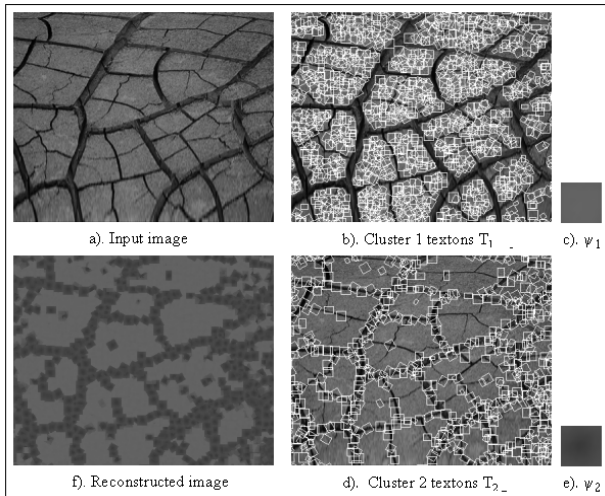 a). Input image
b). Cluster 1 textons T1
c). ψ1
f). Reconstructed image
d). Cluster 2 textons T2
e). ψ2